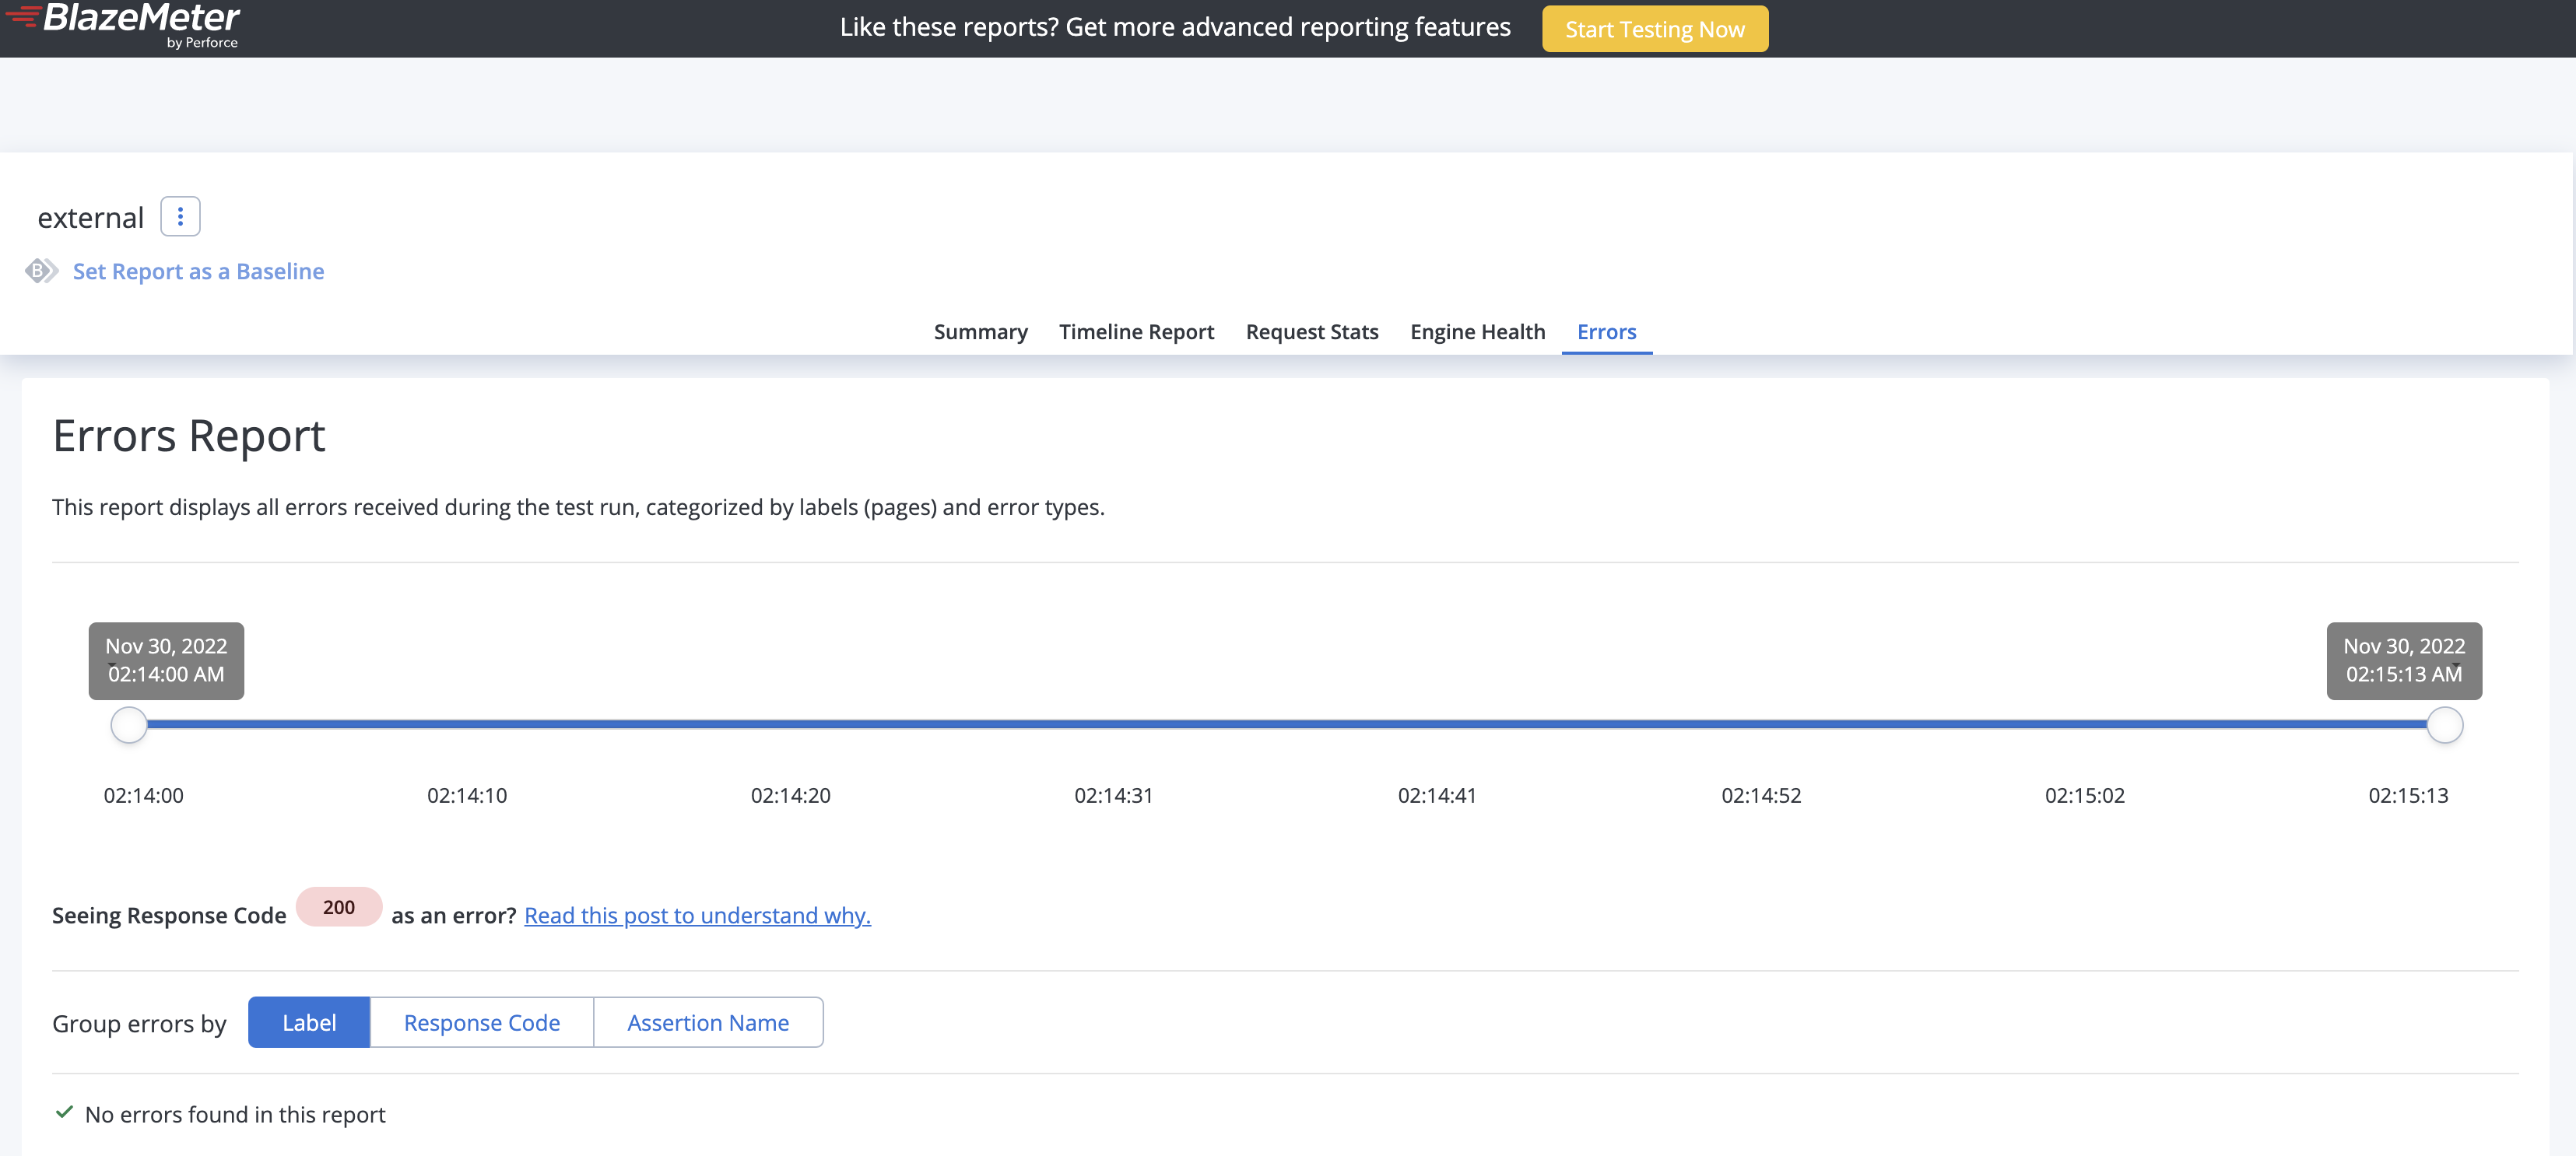 BlazeMeter
by Perforce
Like these reports? Get more advanced reporting features
Start Testing Now
external
B
Set Report as a Baseline
Summary Timeline Report Request Stats Engine Health Errors
Errors Report
This report displays all errors received during the test run, categorized by labels (pages) and error types.
Nov 30, 2022
02:14:00 AM
Nov 30, 2022
02:15:13 AM
02:14:00 02:14:10 02:14:20 02:14:31 02:14:41 02:14:52 02:15:02 02:15:13
Seeing Response Code 200 as an error? Read this post to understand why.
Group errors by Label Response Code Assertion Name
No errors found in this report